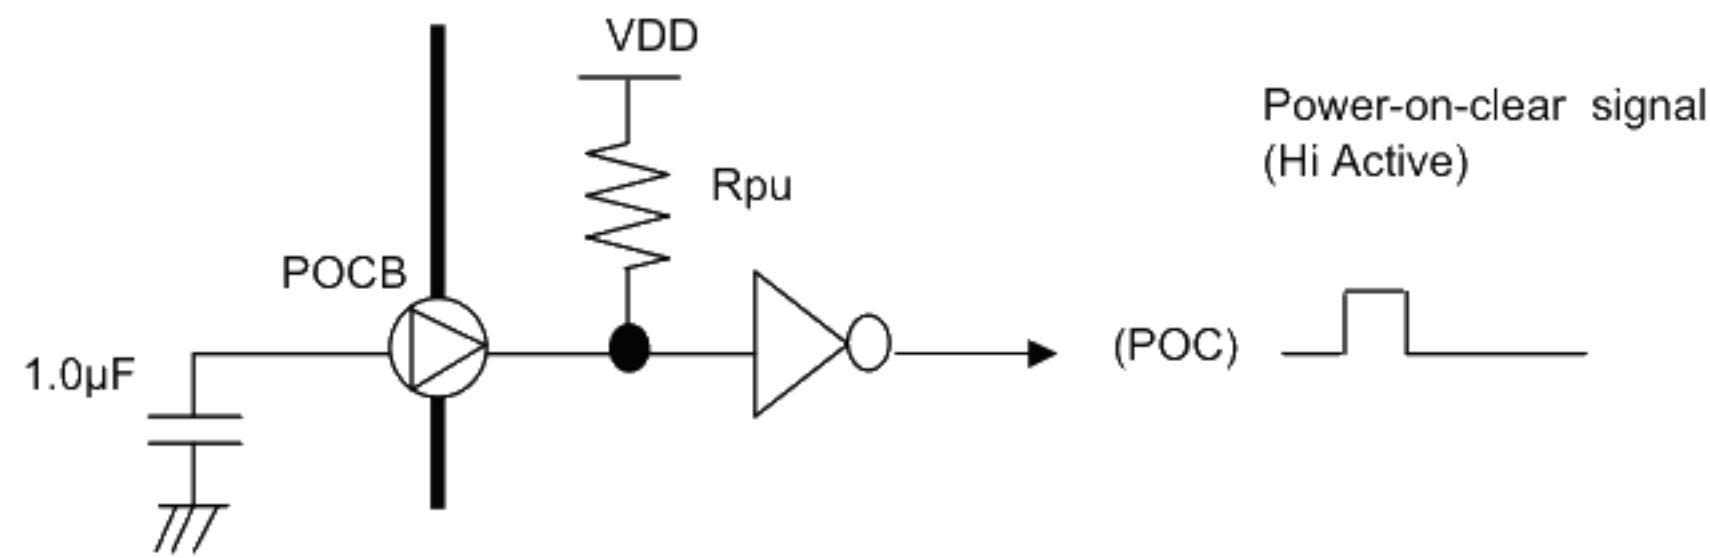 VDD
Power-on-clear signal
(Hi Active)
Rpu
POCB
(POC)
1.0µF